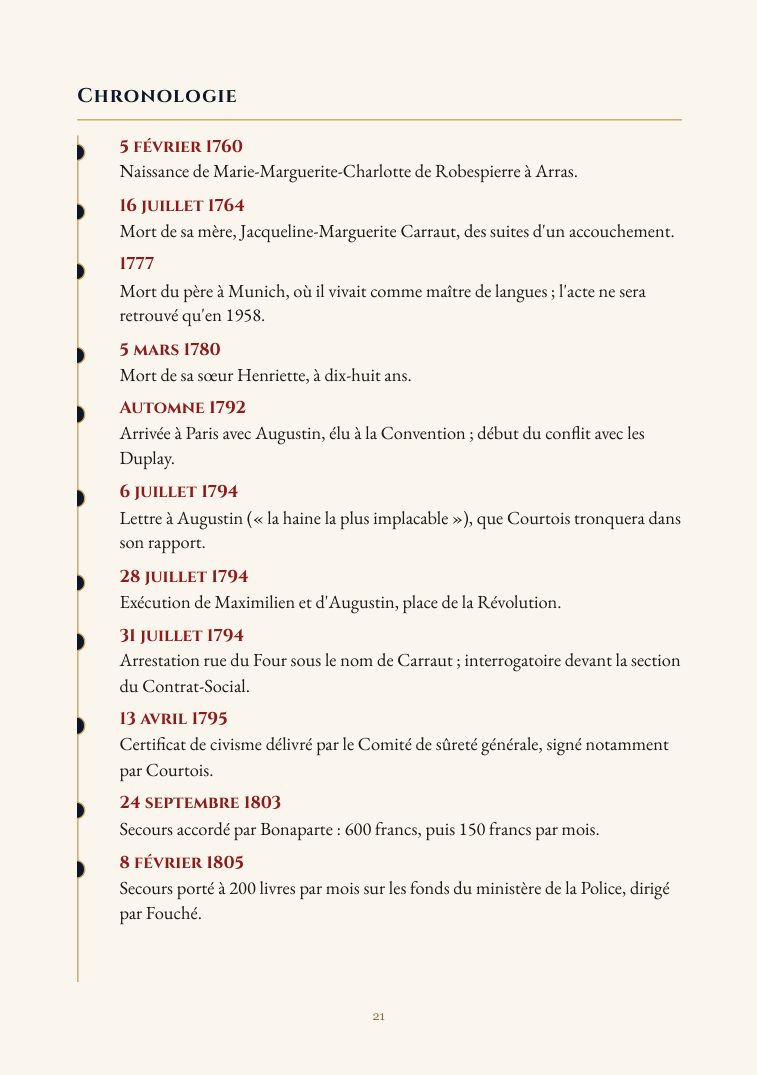 Chronologie
5 février 1760
Naissance de Marie-Marguerite-Charlotte de Robespierre à Arras.
16 juillet 1764
Mort de sa mère, Jacqueline-Marguerite Carraut, des suites d'un accouchement.
1777
Mort du père à Munich, où il vivait comme maître de langues ; l'acte ne sera
retrouvé qu'en 1958.
5 mars 1780
Mort de sa sœur Henriette, à dix-huit ans.
Automne 1792
Arrivée à Paris avec Augustin, élu à la Convention ; début du conflit avec les
Duplay.
6 juillet 1794
Lettre à Augustin (« la haine la plus implacable »), que Courtois tronquera dans
son rapport.
28 juillet 1794
Exécution de Maximilien et d'Augustin, place de la Révolution.
31 juillet 1794
Arrestation rue du Four sous le nom de Carraut ; interrogatoire devant la section
du Contrat-Social.
13 avril 1795
Certificat de civisme délivré par le Comité de sûreté générale, signé notamment
par Courtois.
24 septembre 1803
Secours accordé par Bonaparte : 600 francs, puis 150 francs par mois.
8 février 1805
Secours porté à 200 livres par mois sur les fonds du ministère de la Police, dirigé
par Fouché.
21